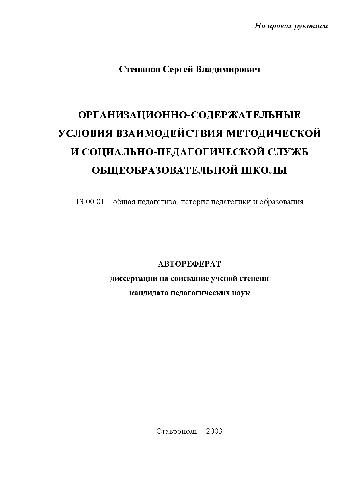 На правах рукописи
Степанов Сергей Владимирович
ОРГАНИЗАЦИОННО-СОДЕРЖАТЕЛЬНЫЕ
УСЛОВИЯ ВЗАИМОДЕЙСТВИЯ МЕТОДИЧЕСКОЙ
И СОЦИАЛЬНО-ПЕДАГОГИЧЕСКОЙ СЛУЖБ
ОБЩЕОБРАЗОВАТЕЛЬНОЙ ШКОЛЫ
13.00.01 – общая педагогика, история педагогики и образования
АВТОРЕФЕРАТ
диссертации на соискание ученой степени
кандидата педагогических наук
Ставрополь – 2003